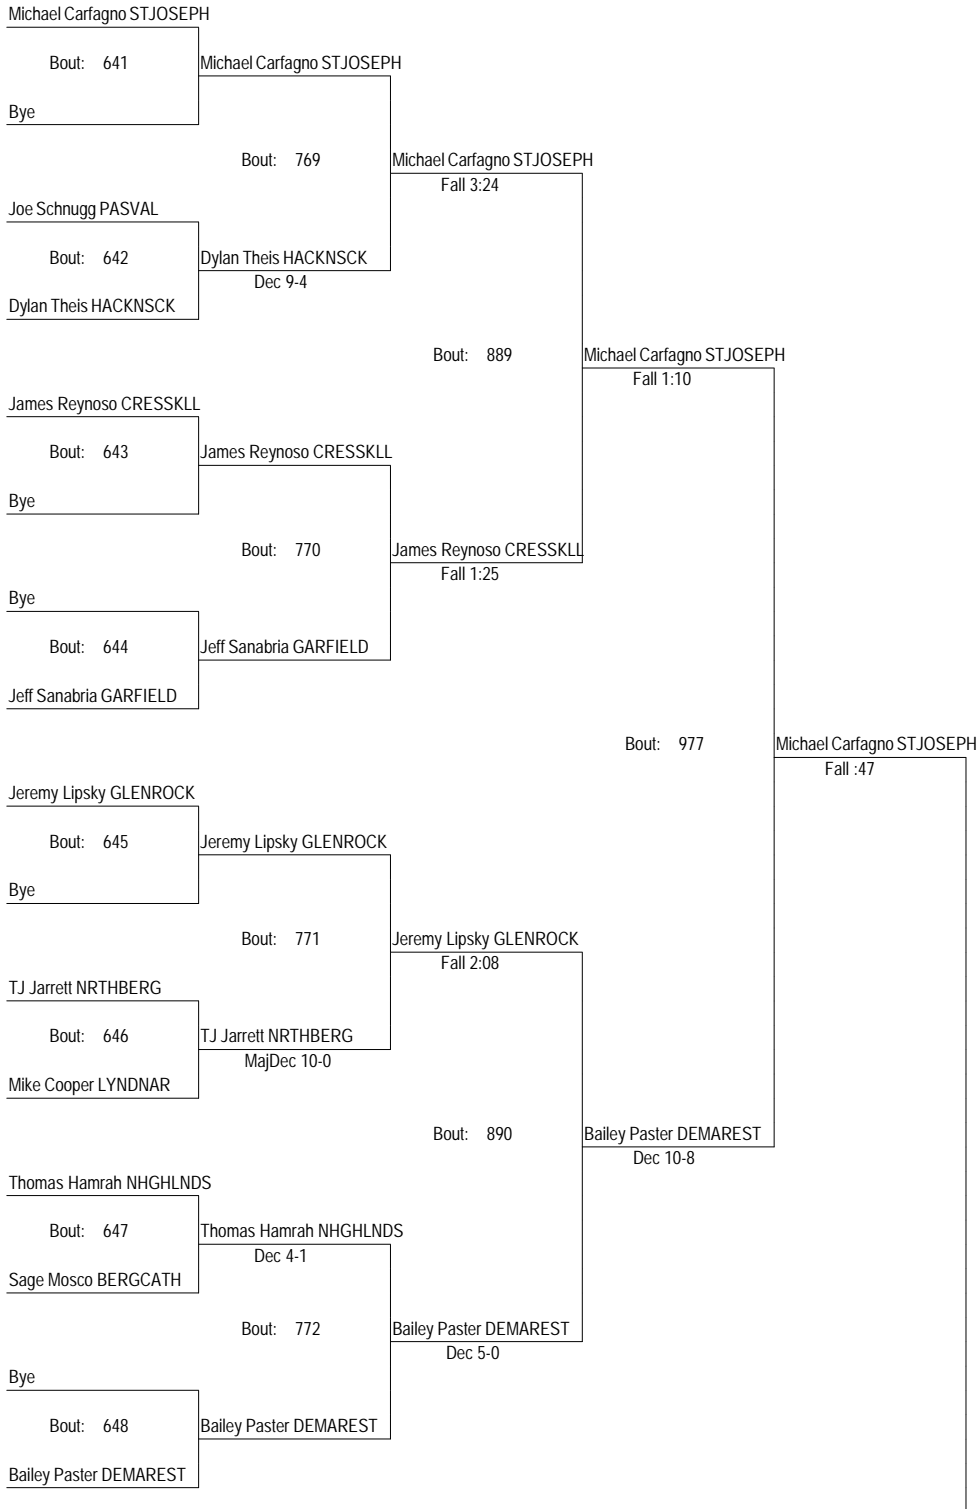 Michael Carfagno STJOSEPH
Bout: 641
Michael Carfagno STJOSEPH
Bye
Bout: 769
Michael Carfagno STJOSEPH
Fall 3:24
Joe Schnugg PASVAL
Bout: 642
Dylan Theis HACKNSCK
Dec 9-4
Dylan Theis HACKNSCK
Bout: 889
Michael Carfagno STJOSEPH
Fall 1:10
James Reynoso CRESSKLL
Bout: 643
James Reynoso CRESSKLL
Bye
Bout: 770
James Reynoso CRESSKLL
Fall 1:25
Bye
Bout: 644
Jeff Sanabria GARFIELD
Jeff Sanabria GARFIELD
Bout: 977
Michael Carfagno STJOSEPH
Fall :47
Jeremy Lipsky GLENROCK
Bout: 645
Jeremy Lipsky GLENROCK
Bye
Bout: 771
Jeremy Lipsky GLENROCK
Fall 2:08
TJ Jarrett NRTHBERG
Bout: 646
TJ Jarrett NRTHBERG
MajDec 10-0
Mike Cooper LYNDNAR
Bout: 890
Bailey Paster DEMAREST
Dec 10-8
Thomas Hamrah NHGHLNDS
Bout: 647
Thomas Hamrah NHGHLNDS
Dec 4-1
Sage Mosco BERGCATH
Bout: 772
Bailey Paster DEMAREST
Dec 5-0
Bye
Bout: 648
Bailey Paster DEMAREST
Bailey Paster DEMAREST